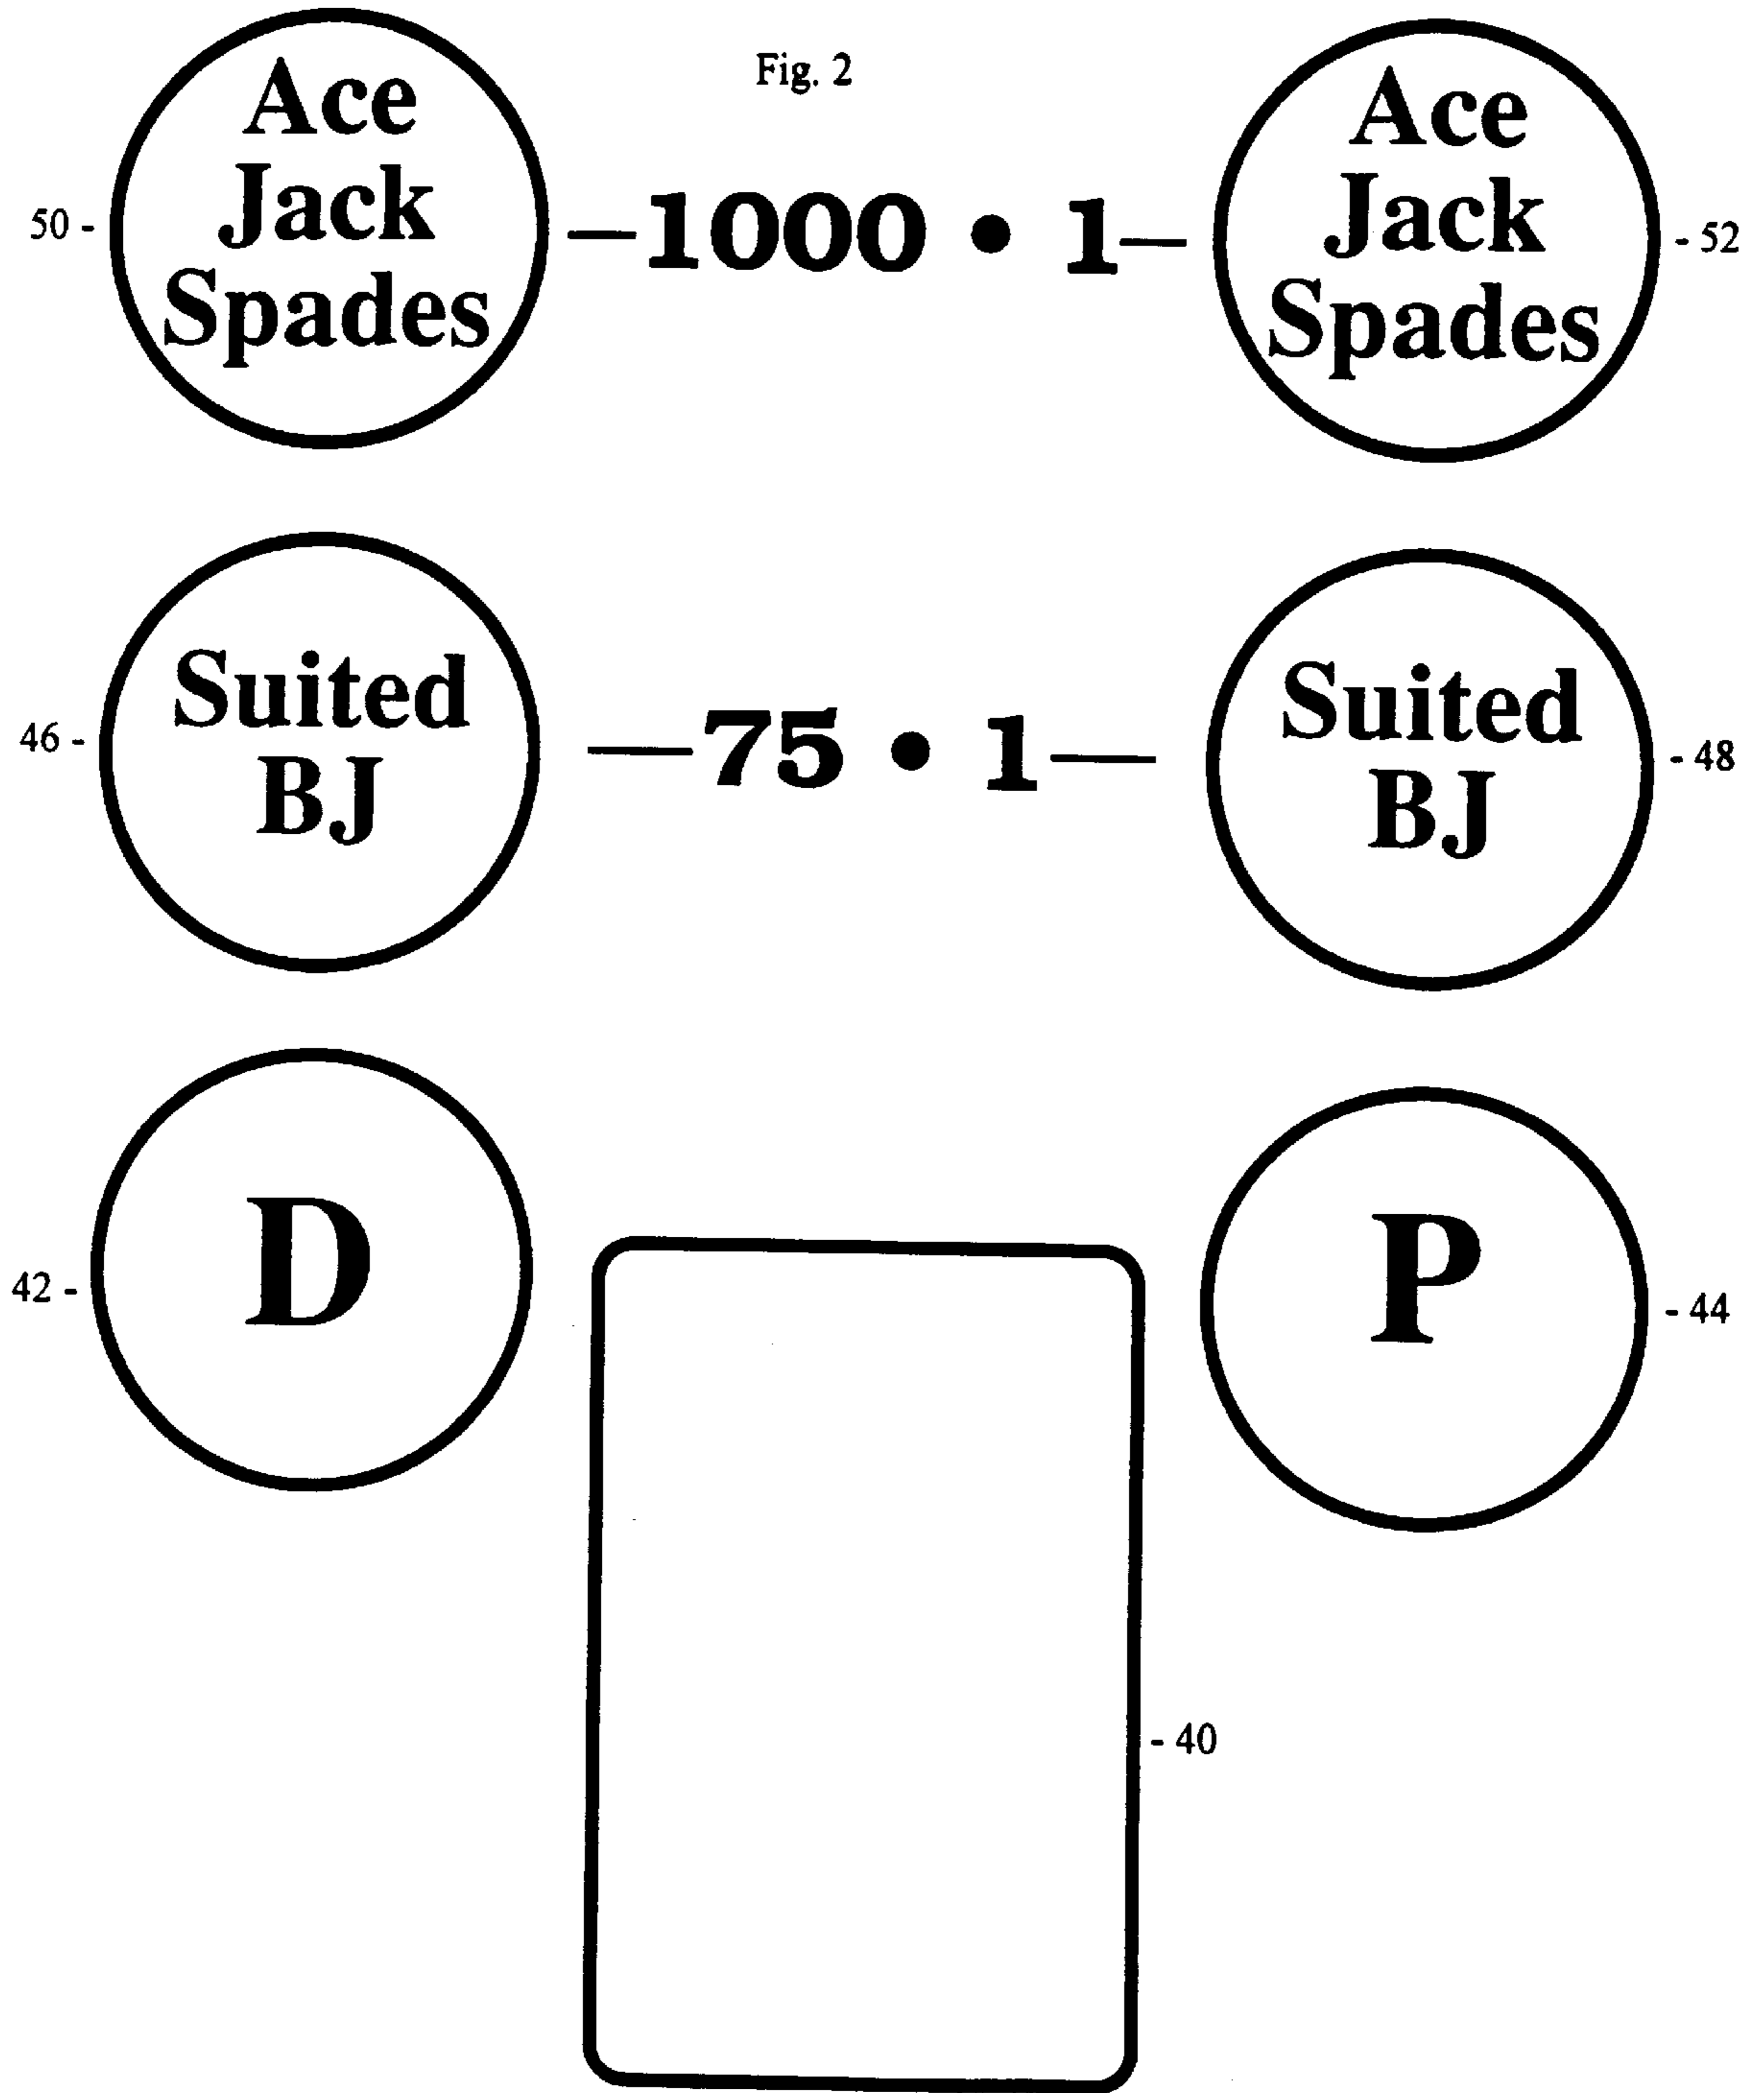 Fig. 2
50 -
Ace
Jack
Spades
—1000 • 1—
Ace
Jack
Spades
- 52
46 -
Suited
BJ
—75 • 1—
Suited
BJ
- 48
42 -
D
P
- 44
- 40